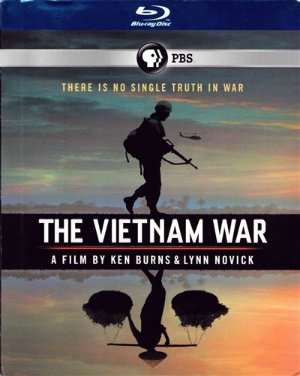 Blu-ray Disc
PBS.
THERE IS NO SINGLE TRUTH IN WAR
THE VIETNAM WAR
A FILM BY KEN BURNS & LYNN NOVICK